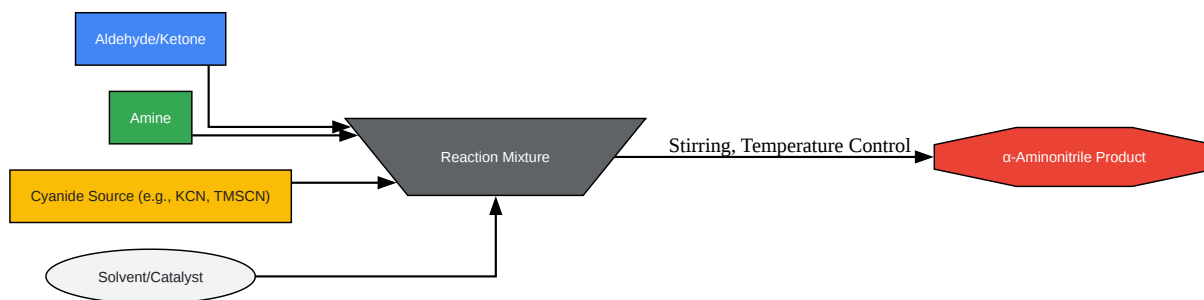 Aldehyde/Ketone
Amine
Cyanide Source (e.g., KCN, TMSCN)
Solvent/Catalyst
Reaction Mixture
Stirring, Temperature Control
α-Aminonitrile Product